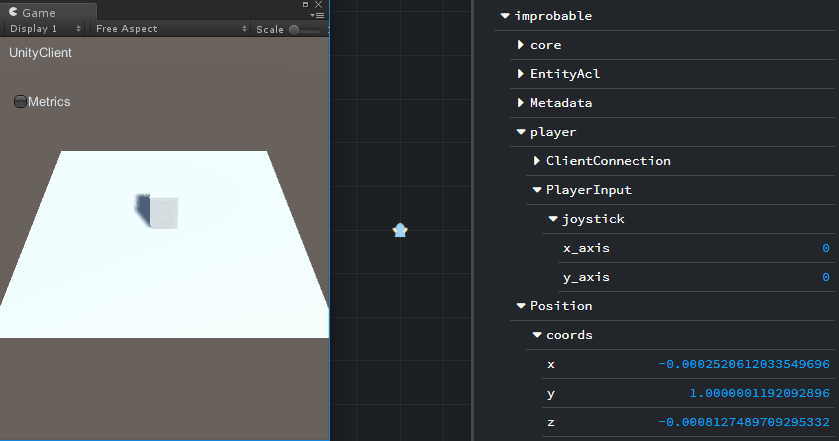 Game
Display 1
Free Aspect
Scale
UnityClient
Metrics
improbable
core
EntityAcl
Metadata
player
ClientConnection
PlayerInput
joystick
x_axis 0
y_axis 0
Position
coords
x -0.0002520612033549696
y 1.0000001192092896
z -0.0008127489709295332